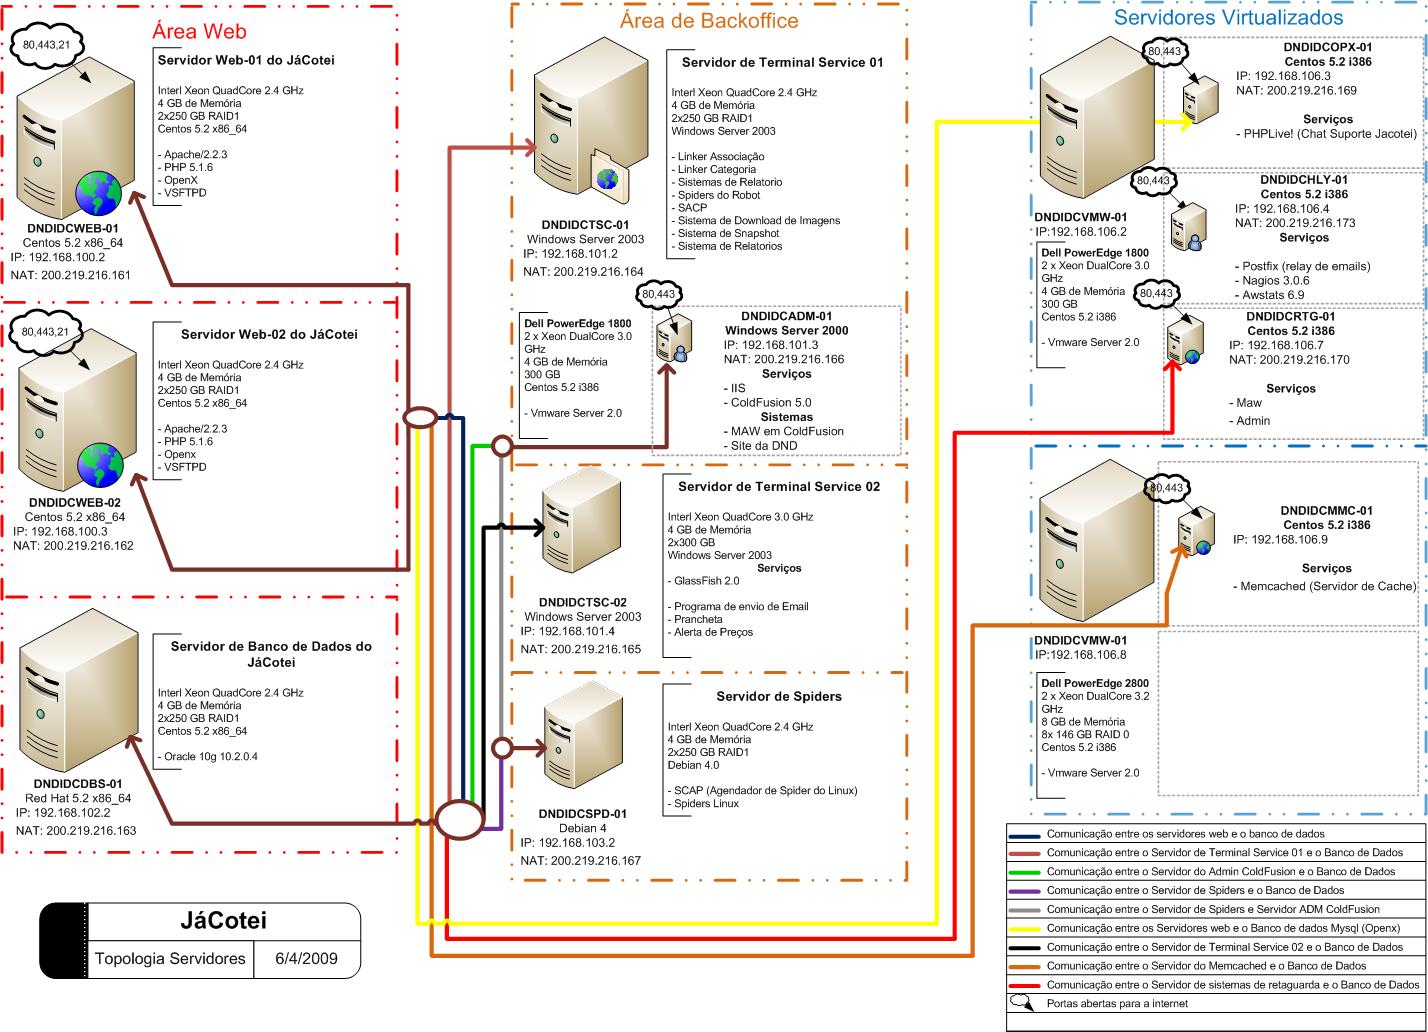 Área Web
80,443,21
Servidor Web-01 do JáCotei
Interl Xeon QuadCore 2.4 GHz
4 GB de Memória
2x250 GB RAID1
Centos 5.2 x86_64
- Apache/2.2.3
- PHP 5.1.6
- OpenX
- VSFTPD
DNDIDCWEB-01
Centos 5.2 x86_64
IP: 192.168.100.2
NAT: 200.219.216.161
80,443,21
Servidor Web-02 do JáCotei
Interl Xeon QuadCore 2.4 GHz
4 GB de Memória
2x250 GB RAID1
Centos 5.2 x86_64
- Apache/2.2.3
- PHP 5.1.6
- Openx
- VSFTPD
DNDIDCWEB-02
Centos 5.2 x86_64
IP: 192.168.100.3
NAT: 200.219.216.162
Servidor de Banco de Dados do
JáCotei
Interl Xeon QuadCore 2.4 GHz
4 GB de Memória
2x250 GB RAID1
Centos 5.2 x86_64
- Oracle 10g 10.2.0.4
DNDIDCDBS-01
Red Hat 5.2 x86_64
IP: 192.168.102.2
NAT: 200.219.216.163
JáCotei
Topologia Servidores
6/4/2009
Área de Backoffice
Servidor de Terminal Service 01
Interl Xeon QuadCore 2.4 GHz
4 GB de Memória
2x250 GB RAID1
Windows Server 2003
- Linker Associação
- Linker Categoria
- Sistemas de Relatorio
- Spiders do Robot
- SACP
- Sistema de Download de Imagens
- Sistema de Snapshot
- Sistema de Relatorios
DNDIDCTSC-01
Windows Server 2003
IP: 192.168.101.2
NAT: 200.219.216.164
80,443
Dell PowerEdge 1800
2 x Xeon DualCore 3.0
GHz
4 GB de Memória
300 GB
Centos 5.2 i386
- Vmware Server 2.0
DNDIDCADM-01
Windows Server 2000
IP: 192.168.101.3
NAT: 200.219.216.166
Serviços
- IIS
- ColdFusion 5.0
Sistemas
- MAW em ColdFusion
- Site da DND
Servidor de Terminal Service 02
Interl Xeon QuadCore 3.0 GHz
4 GB de Memória
2x300 GB
Windows Server 2003
Serviços
- GlassFish 2.0
- Programa de envio de Email
- Prancheta
- Alerta de Preços
DNDIDCTSC-02
Windows Server 2003
IP: 192.168.101.4
NAT: 200.219.216.165
Servidor de Spiders
Interl Xeon QuadCore 2.4 GHz
4 GB de Memória
2x250 GB RAID1
Debian 4.0
- SCAP (Agendador de Spider do Linux)
- Spiders Linux
DNDIDCSPD-01
Debian 4
IP: 192.168.103.2
NAT: 200.219.216.167
Servidores Virtualizados
80,443
DNDIDCOPX-01
Centos 5.2 i386
IP: 192.168.106.3
NAT: 200.219.216.169
Serviços
- PHPLive! (Chat Suporte Jacotei)
80,443
DNDIDCHLY-01
Centos 5.2 i386
IP: 192.168.106.4
NAT: 200.219.216.173
Serviços
- Postfix (relay de emails)
- Nagios 3.0.6
- Awstats 6.9
DNDIDCVMW-01
IP:192.168.106.2
Dell PowerEdge 1800
2 x Xeon DualCore 3.0
GHz
4 GB de Memória
300 GB
Centos 5.2 i386
- Vmware Server 2.0
80,443
DNDIDCRTG-01
Centos 5.2 i386
IP: 192.168.106.7
NAT: 200.219.216.170
Serviços
- Maw
- Admin
80,443
DNDIDCMMC-01
Centos 5.2 i386
IP: 192.168.106.9
Serviços
- Memcached (Servidor de Cache)
DNDIDCVMW-01
IP:192.168.106.8
Dell PowerEdge 2800
2 x Xeon DualCore 3.2
GHz
8 GB de Memória
8x 146 GB RAID 0
Centos 5.2 i386
- Vmware Server 2.0
Comunicação entre os servidores web e o banco de dados
Comunicação entre o Servidor de Terminal Service 01 e o Banco de Dados
Comunicação entre o Servidor do Admin ColdFusion e o Banco de Dados
Comunicação entre o Servidor de Spiders e o Banco de Dados
Comunicação entre o Servidor de Spiders e Servidor ADM ColdFusion
Comunicação entre os Servidores web e o Banco de dados Mysql (Openx)
Comunicação entre o Servidor de Terminal Service 02 e o Banco de Dados
Comunicação entre o Servidor do Memcached e o Banco de Dados
Comunicação entre o Servidor de sistemas de retaguarda e o Banco de Dados
Portas abertas para a internet